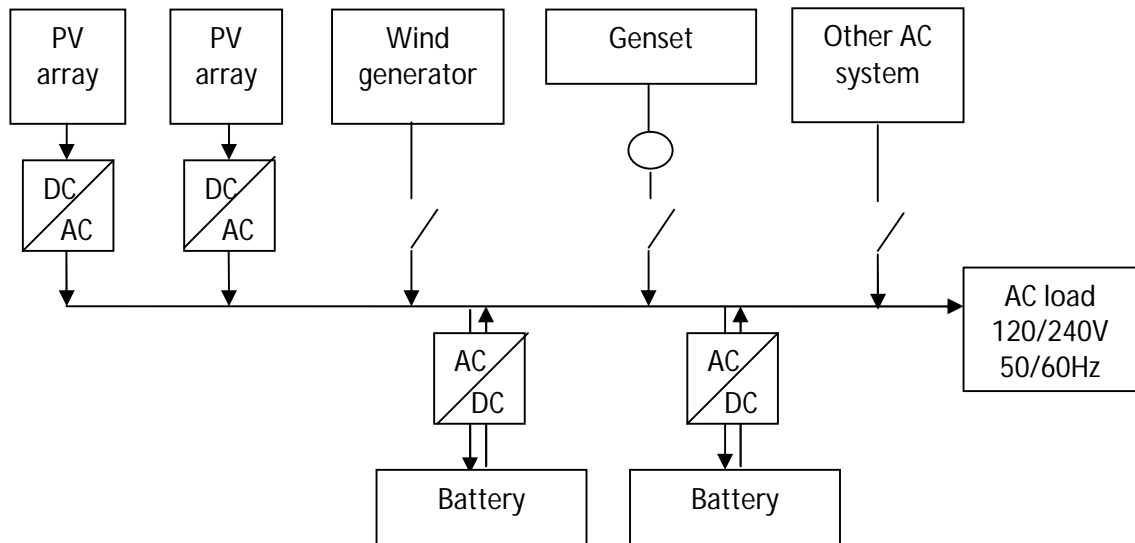 PV
array
PV
array
Wind
generator
Genset
Other AC
system
DC
AC
DC
AC
AC load
120/240V
50/60Hz
AC
DC
AC
DC
Battery
Battery